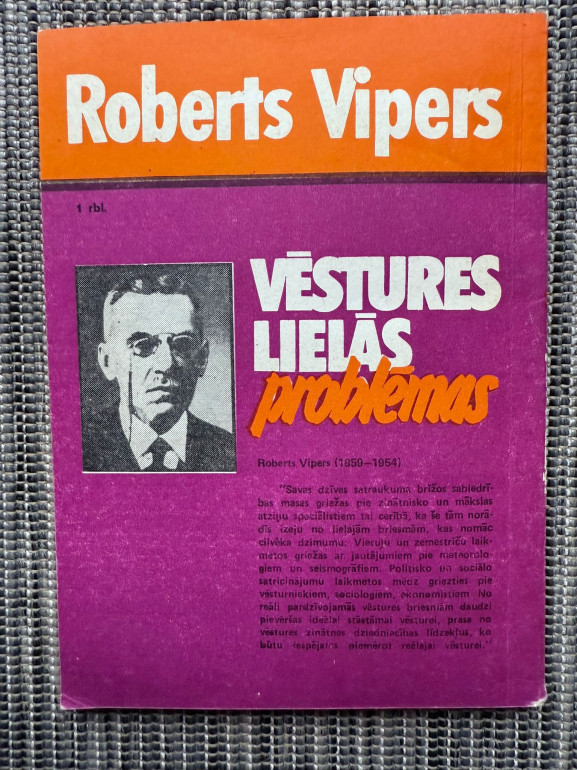 Roberts Vipers
1 rbl.
VĒSTURES
LIELĀS
problēmas
Roberts Vipers (1859—1954)
"Savas dzīves satraukuma brīžos sabiedrī-
bas masas griežas pie zinātnisko un mākslas
atziņu speciālistiem tai cerībā, ka še tām norā-
dīs izeju no lielajām briesmām, kas nomāc
cilvēka dzimumu. Viesuļu un zemestrīču laik-
metos griežas ar jautājumiem pie meteorolo-
giem un seismogrāfiem. Politisko un sociālo
satricinājumu laikmetos mēdz griezties pie
vēsturniekiem, sociologiem, ekonomistiem. No
reāli pārdzīvojamās vēstures briesmām daudzi
pievēršas ideālai stāstāmai vēsturei, prasa no
vēstures zinātnes dziedniecības līdzekļus, ko
būtu iespējams piemērot reālajai vēsturei."